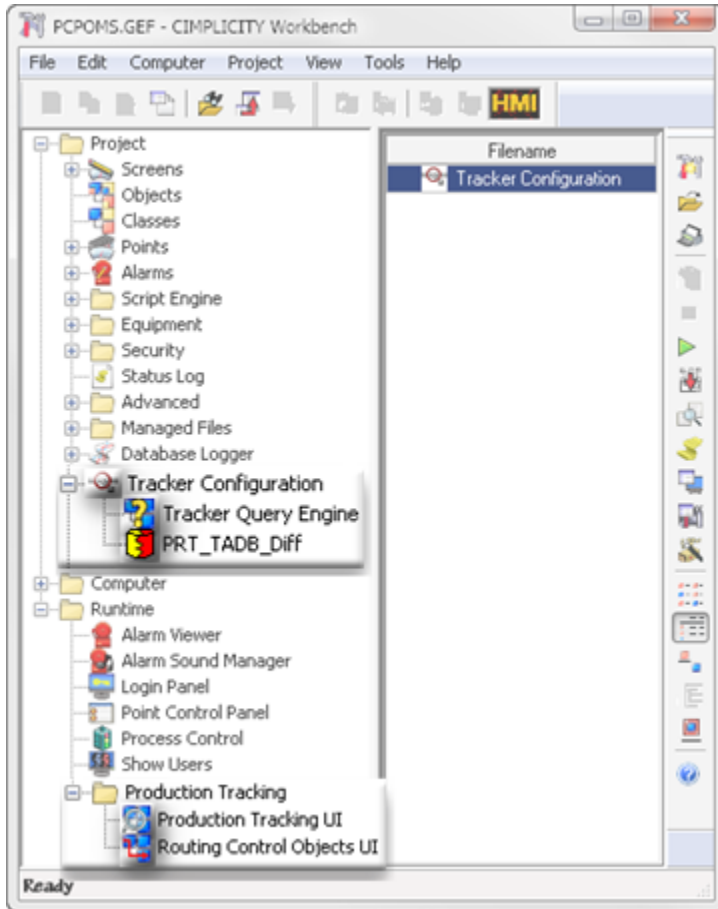 PCPOMS.GEF - CIMPLICITY Workbench
File Edit Computer Project View Tools Help
HMI
Project
Screens
Objects
Classes
Points
Alarms
Script Engine
Equipment
Security
Status Log
Advanced
Managed Files
Database Logger
Tracker Configuration
Tracker Query Engine
PRT_TADB_Diff
Computer
Runtime
Alarm Viewer
Alarm Sound Manager
Login Panel
Point Control Panel
Process Control
Show Users
Production Tracking
Production Tracking UI
Routing Control Objects UI
Filename
Tracker Configuration
Ready